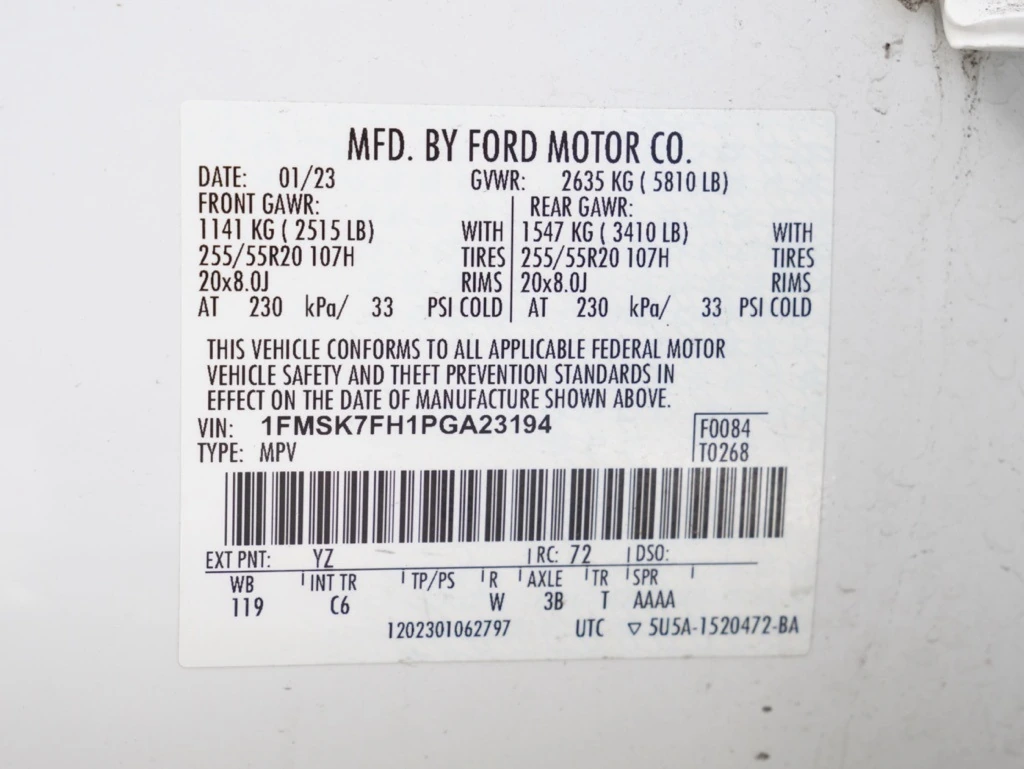 MFD. BY FORD MOTOR CO.
DATE: 01/23 GVWR: 2635 KG ( 5810 LB)
FRONT GAWR: REAR GAWR:
1141 KG ( 2515 LB) WITH 1547 KG ( 3410 LB) WITH
255/55R20 107H TIRES 255/55R20 107H TIRES
20x8.0J RIMS 20x8.0J RIMS
AT 230 kPa/ 33 PSI COLD AT 230 kPa/ 33 PSI COLD
THIS VEHICLE CONFORMS TO ALL APPLICABLE FEDERAL MOTOR
VEHICLE SAFETY AND THEFT PREVENTION STANDARDS IN
EFFECT ON THE DATE OF MANUFACTURE SHOWN ABOVE.
VIN: 1FMSK7FH1PGA23194 F0084
TYPE: MPV T0268
EXT PNT: YZ RC: 72 DSO:
WB INT TR TP/PS R AXLE TR SPR
119 C6 W 3B T AAAA
1202301062797 UTC ▽ 5U5A-1520472-BA